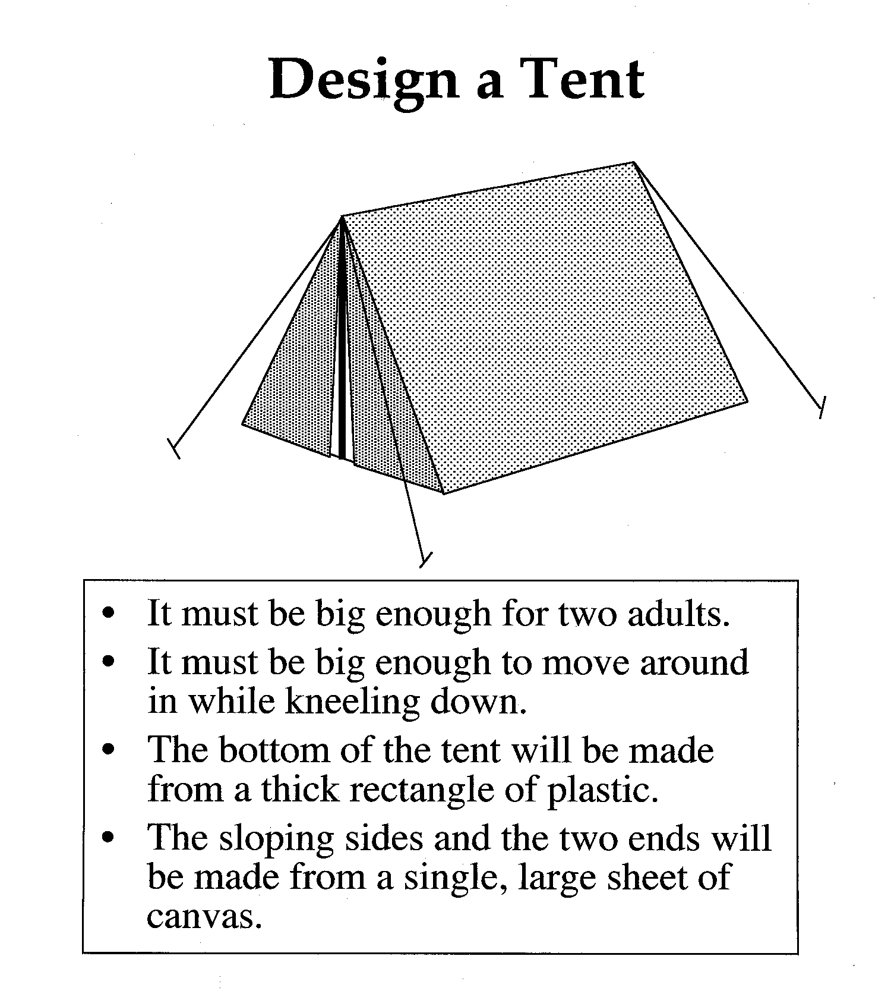 Design a Tent
• It must be big enough for two adults.
• It must be big enough to move around
in while kneeling down.
• The bottom of the tent will be made
from a thick rectangle of plastic.
• The sloping sides and the two ends will
be made from a single, large sheet of
canvas.